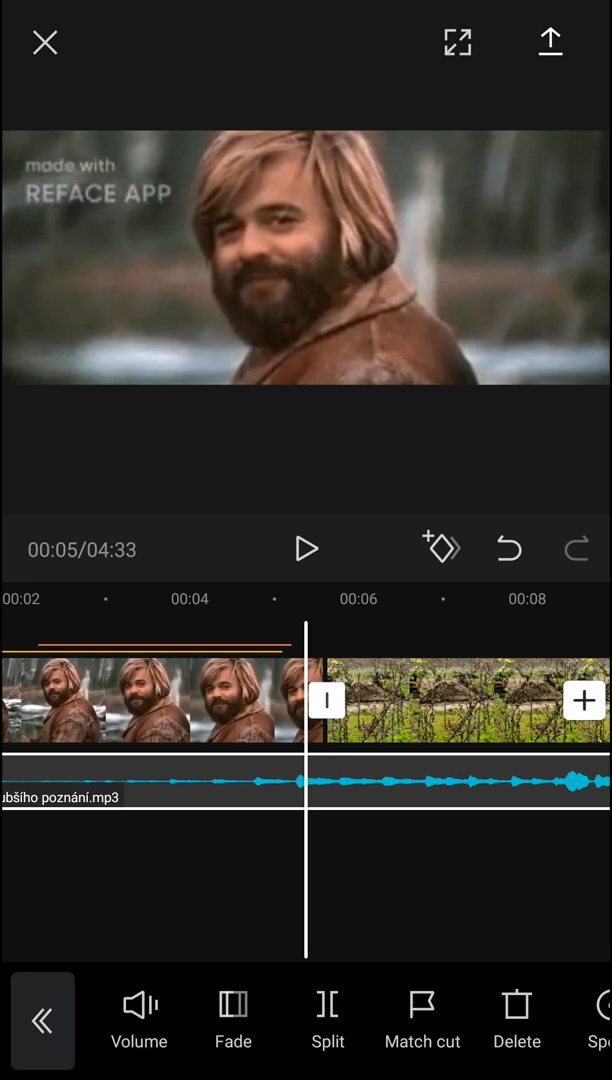 made with
REFACE APP
00:05/04:33
00:02
00:04
00:06
00:08
ubšího poznání.mp3
Volume
Fade
Split
Match cut
Delete